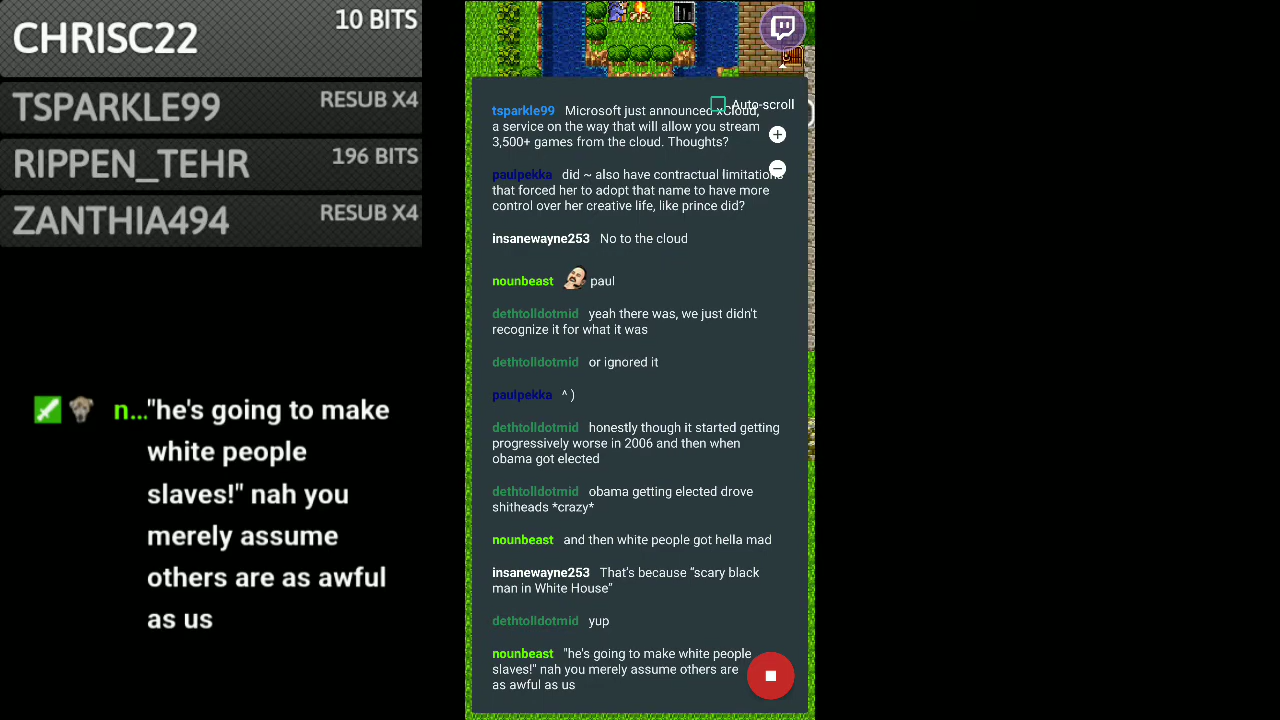 CHRISC22 10 BITS
TSPARKLE99 RESUB X4
RIPPEN_TEHR 196 BITS
ZANTHIA494 RESUB X4
n... "he's going to make
white people
slaves!" nah you
merely assume
others are as awful
as us
Auto-scroll
tsparkle99 Microsoft just announced Cloud,
a service on the way that will allow you stream
3,500+ games from the cloud. Thoughts?
paulpekka did ~ also have contractual limitations
that forced her to adopt that name to have more
control over her creative life, like prince did?
insanewayne253 No to the cloud
nounbeast paul
dethtolldotmid yeah there was, we just didn't
recognize it for what it was
dethtolldotmid or ignored it
paulpekka ^ )
dethtolldotmid honestly though it started getting
progressively worse in 2006 and then when
obama got elected
dethtolldotmid obama getting elected drove
shitheads *crazy*
nounbeast and then white people got hella mad
insanewayne253 That's because “scary black
man in White House”
dethtolldotmid yup
nounbeast "he's going to make white people
slaves!" nah you merely assume others are
as awful as us